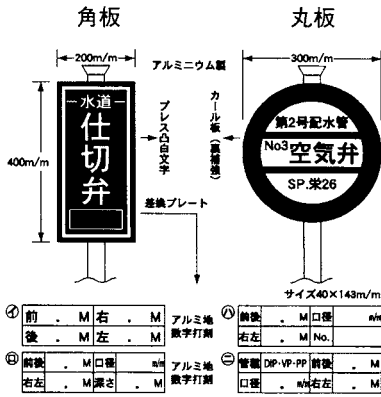 角板
丸板
200m/m
300m/m
アルミニウム製
400m/m
水道
仕切弁
プレス凸白文字
カール板(裏補強)
差換プレート
第2号配水管
No3空気弁
SP.栄26
サイズ40×143m/m
イ
前 . M 右 . M
後 . M 左 . M
アルミ地
数字打刻
ロ
前後 . M 口径 m/m
右左 . M 深さ . M
アルミ地
数字打刻
ハ
前後 . M 口径 m/m
右左 . M No.
ニ
管種 DIP・VP・PP 前後 . M
口径 . m/m 右左 . M